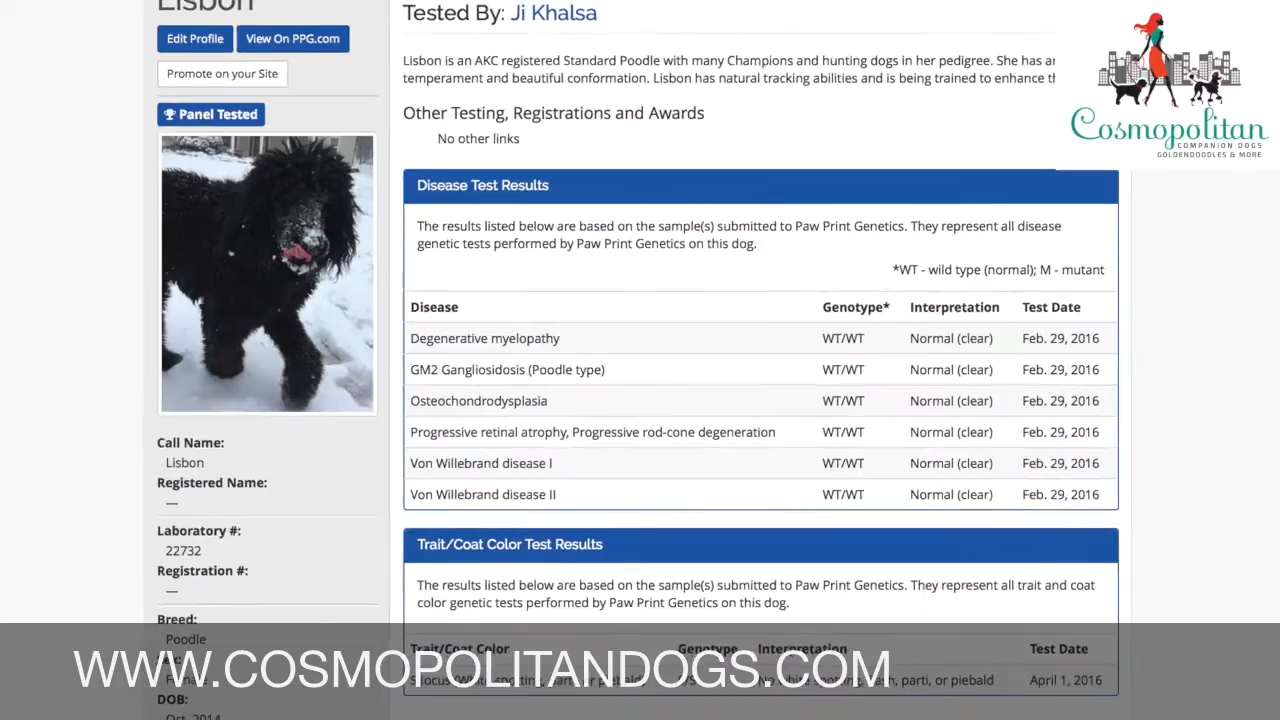 Lisbon
Edit Profile
View On PPG.com
Promote on your Site
Panel Tested
Call Name:
Lisbon
Registered Name:
—
Laboratory #:
22732
Registration #:
—
Breed:
Poodle
DOB:
Oct. 2014
Tested By: Ji Khalsa
Lisbon is an AKC registered Standard Poodle with many Champions and hunting dogs in her pedigree. She has
temperament and beautiful conformation. Lisbon has natural tracking abilities and is being trained to enhance
Other Testing, Registrations and Awards
No other links
Disease Test Results
The results listed below are based on the sample(s) submitted to Paw Print Genetics. They represent all disease
genetic tests performed by Paw Print Genetics on this dog.
*WT - wild type (normal); M - mutant
Disease Genotype* Interpretation Test Date
Degenerative myelopathy WT/WT Normal (clear) Feb. 29, 2016
GM2 Gangliosidosis (Poodle type) WT/WT Normal (clear) Feb. 29, 2016
Osteochondrodysplasia WT/WT Normal (clear) Feb. 29, 2016
Progressive retinal atrophy, Progressive rod-cone degeneration WT/WT Normal (clear) Feb. 29, 2016
Von Willebrand disease I WT/WT Normal (clear) Feb. 29, 2016
Von Willebrand disease II WT/WT Normal (clear) Feb. 29, 2016
Trait/Coat Color Test Results
The results listed below are based on the sample(s) submitted to Paw Print Genetics. They represent all trait and coat
color genetic tests performed by Paw Print Genetics on this dog.
Trait/Coat Color Genotype Interpretation Test Date
parti, or piebald April 1, 2016
Cosmopolitan
COMPANION DOGS
GOLDENDOODLES & MORE
WWW.COSMOPOLITANDOGS.COM